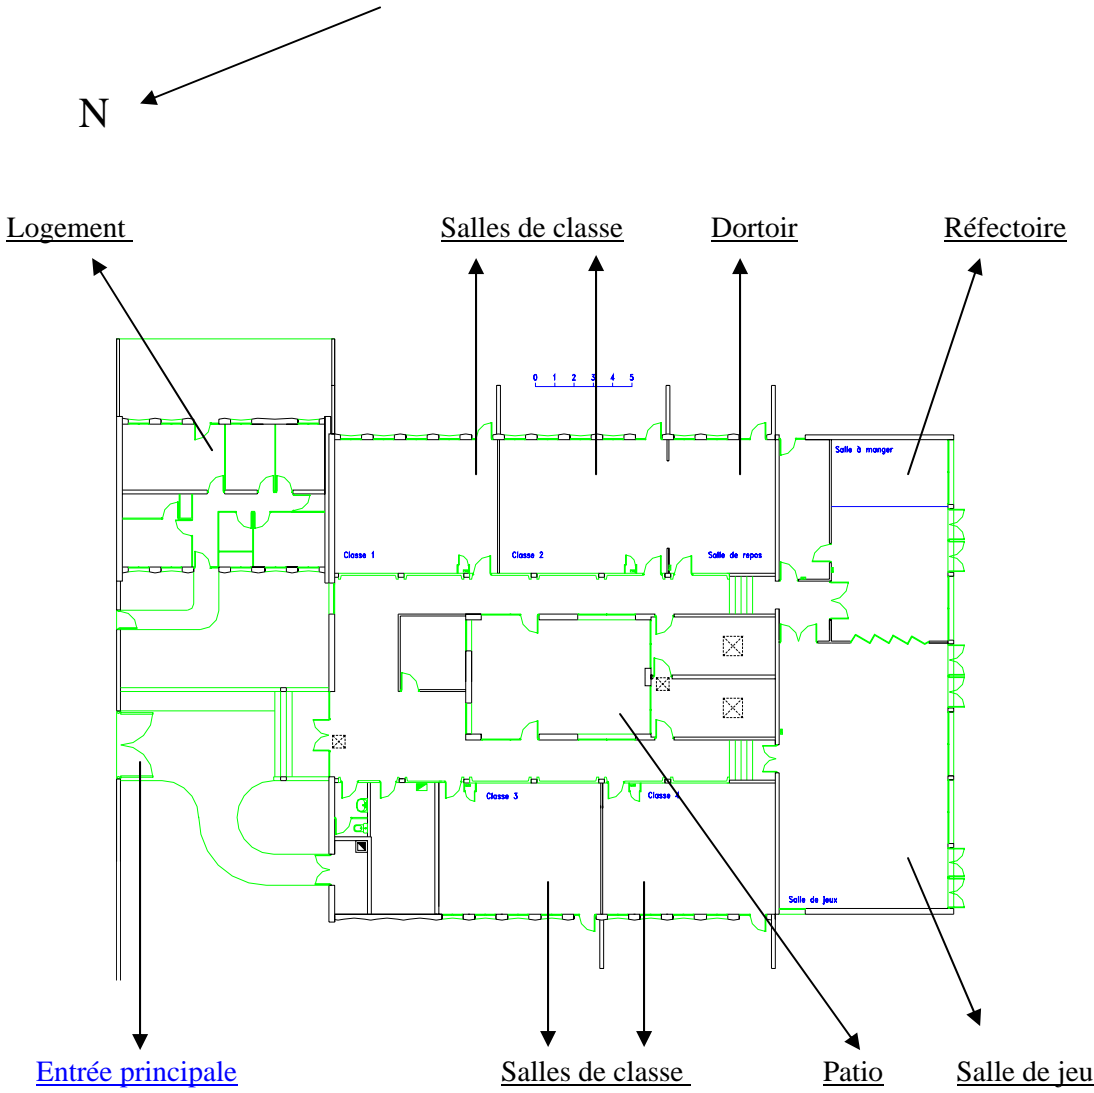 N
Logement
Salles de classe
Dortoir
Réfectoire
0 1 2 3 4 5
Salle à manger
Classe 1
Classe 2
Salle de repos
Classe 3
Classe 4
Salle de jeux
Entrée principale
Salles de classe
Patio
Salle de jeu